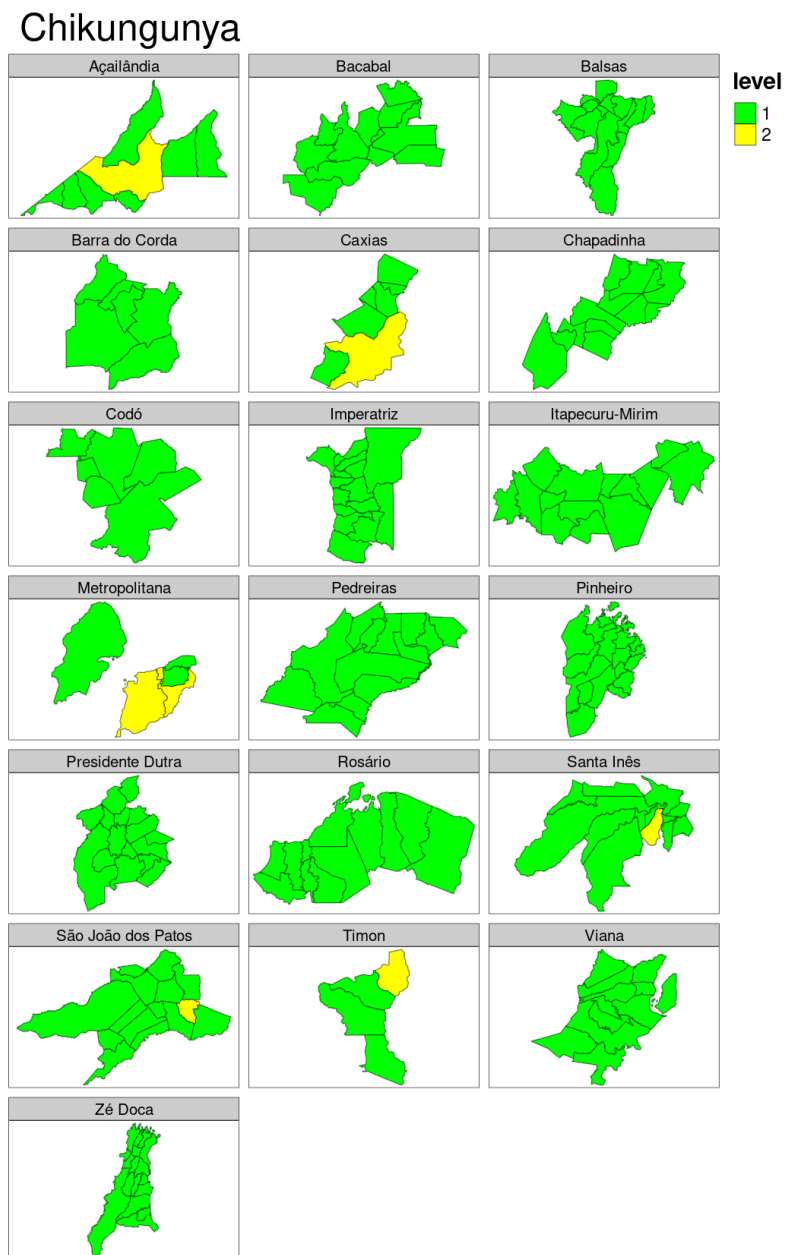 Chikungunya
Açailândia
Bacabal
Balsas
level
1
2
Barra do Corda
Caxias
Chapadinha
Codó
Imperatriz
Itapecuru-Mirim
Metropolitana
Pedreiras
Pinheiro
Presidente Dutra
Rosário
Santa Inês
São João dos Patos
Timon
Viana
Zé Doca